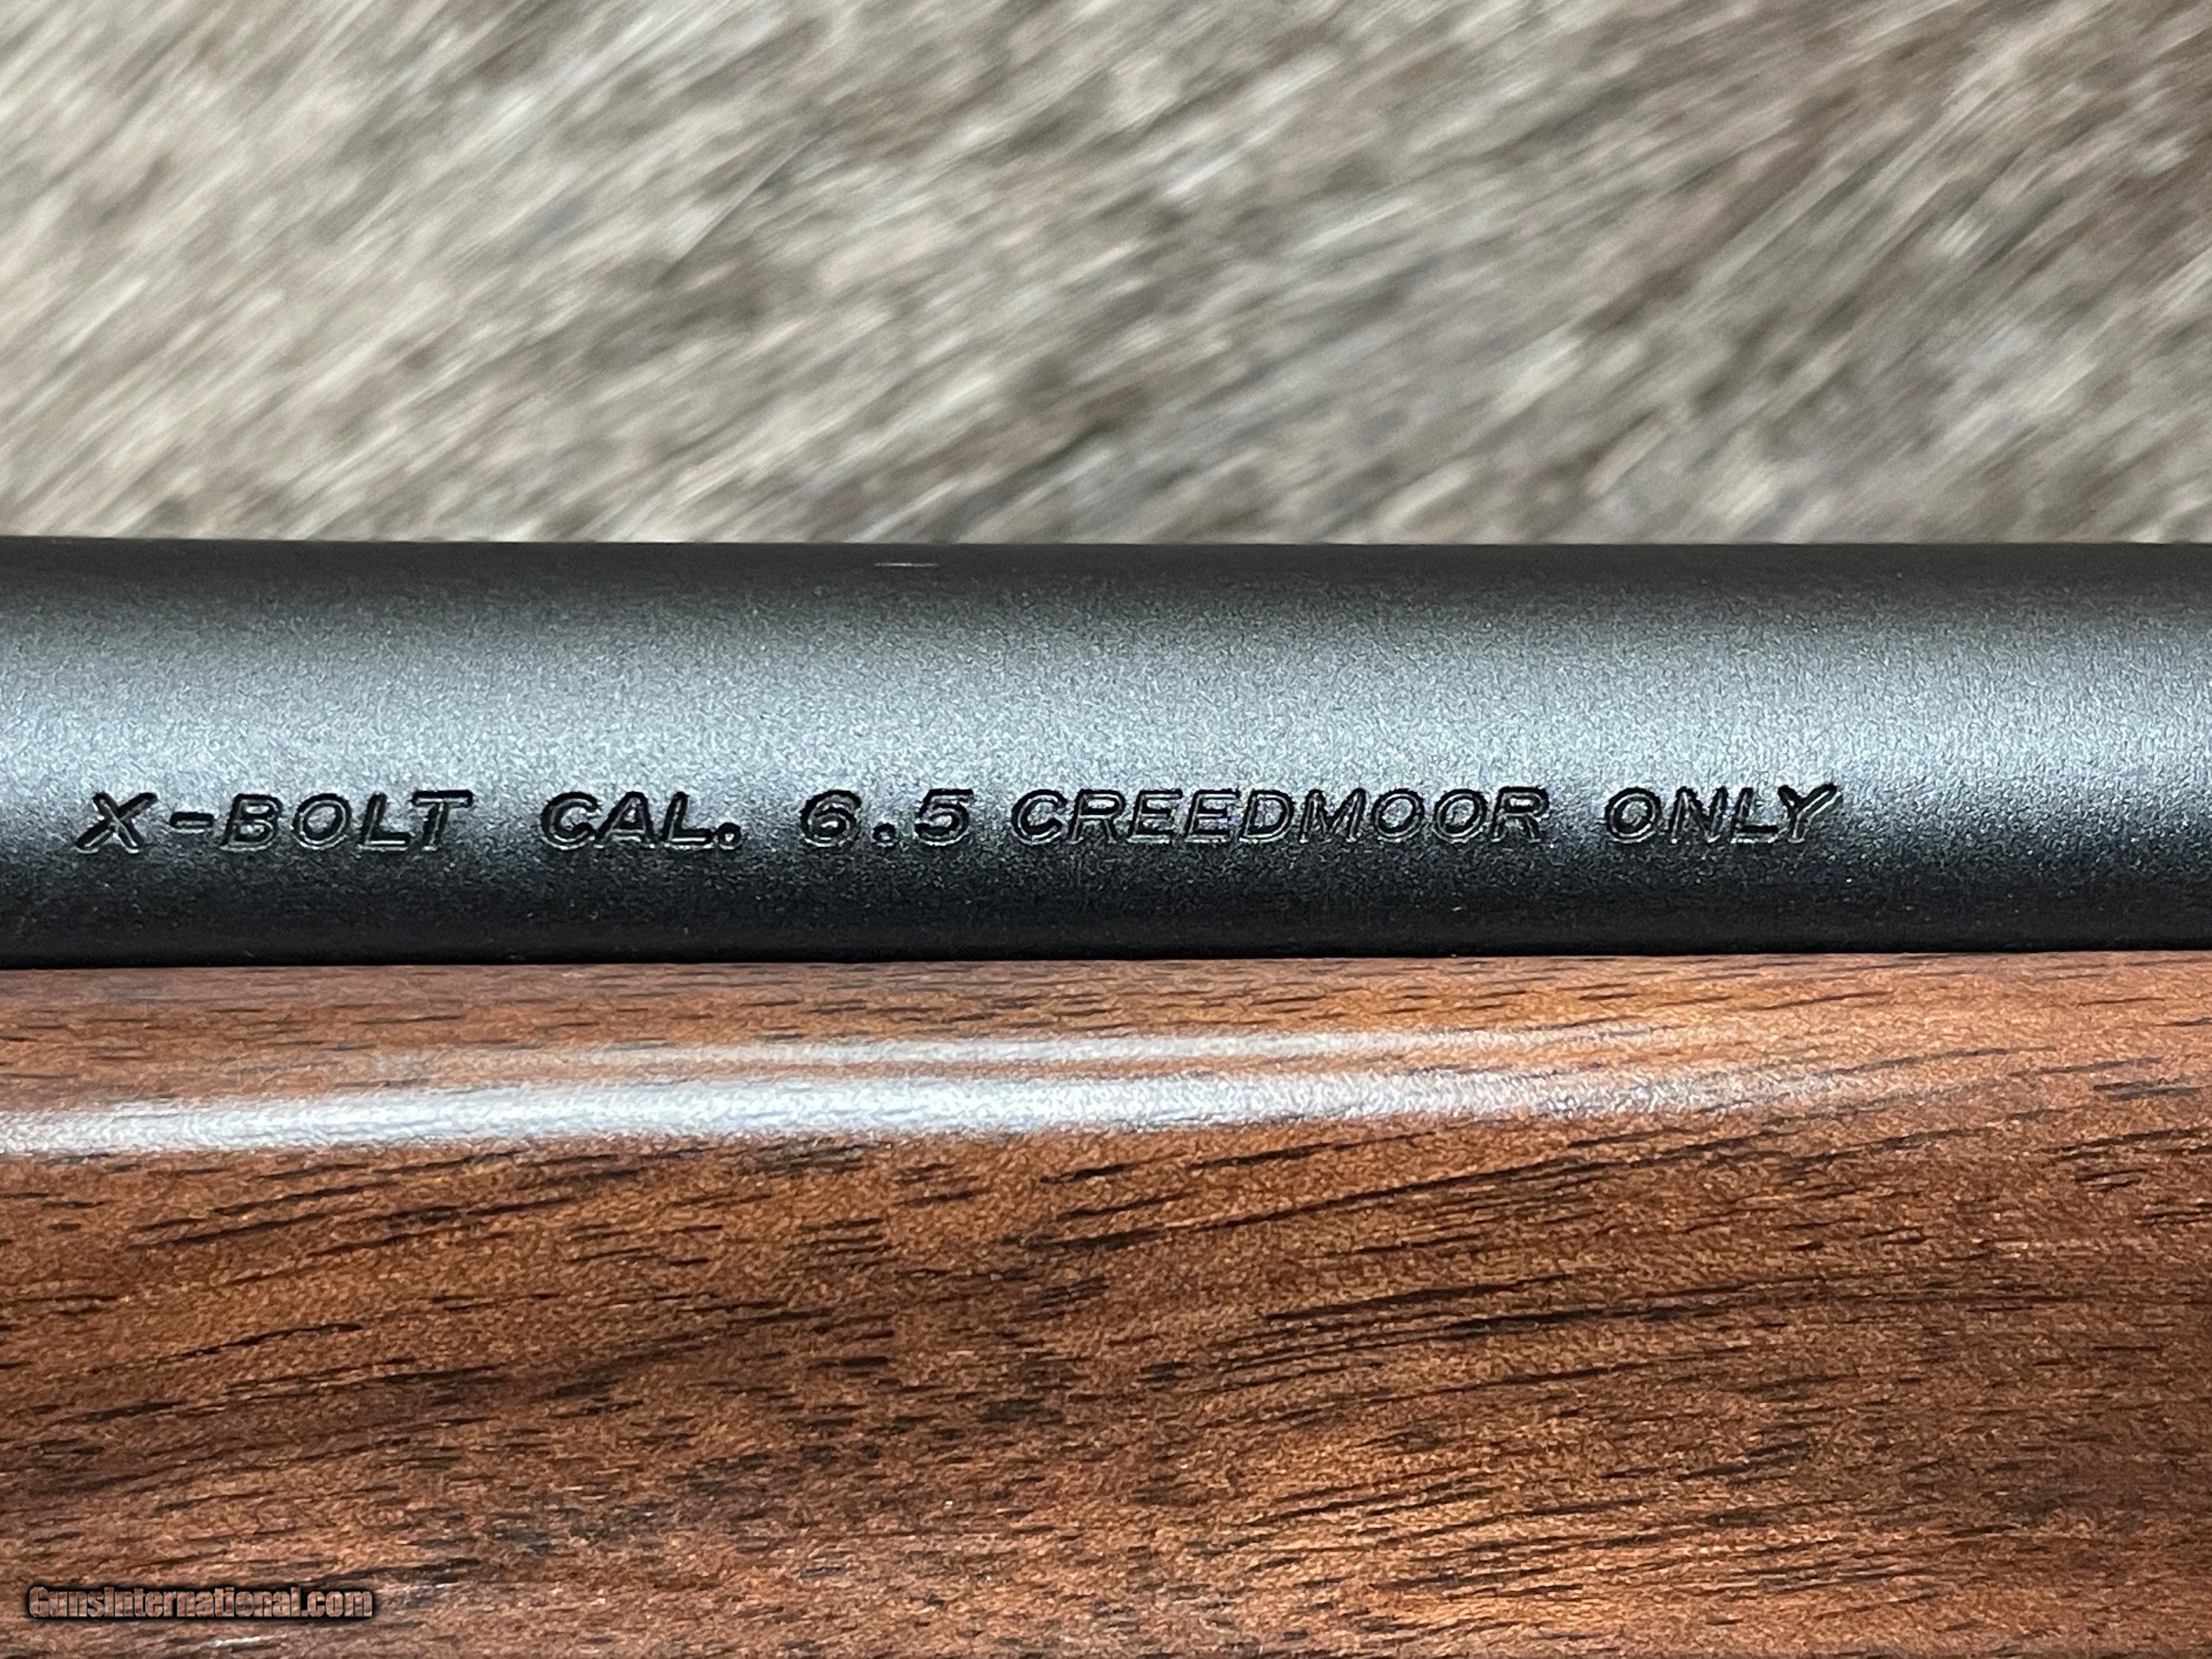 X-BOLT CAL. 6.5 CREEDMOOR ONLY
GunsInternational.com